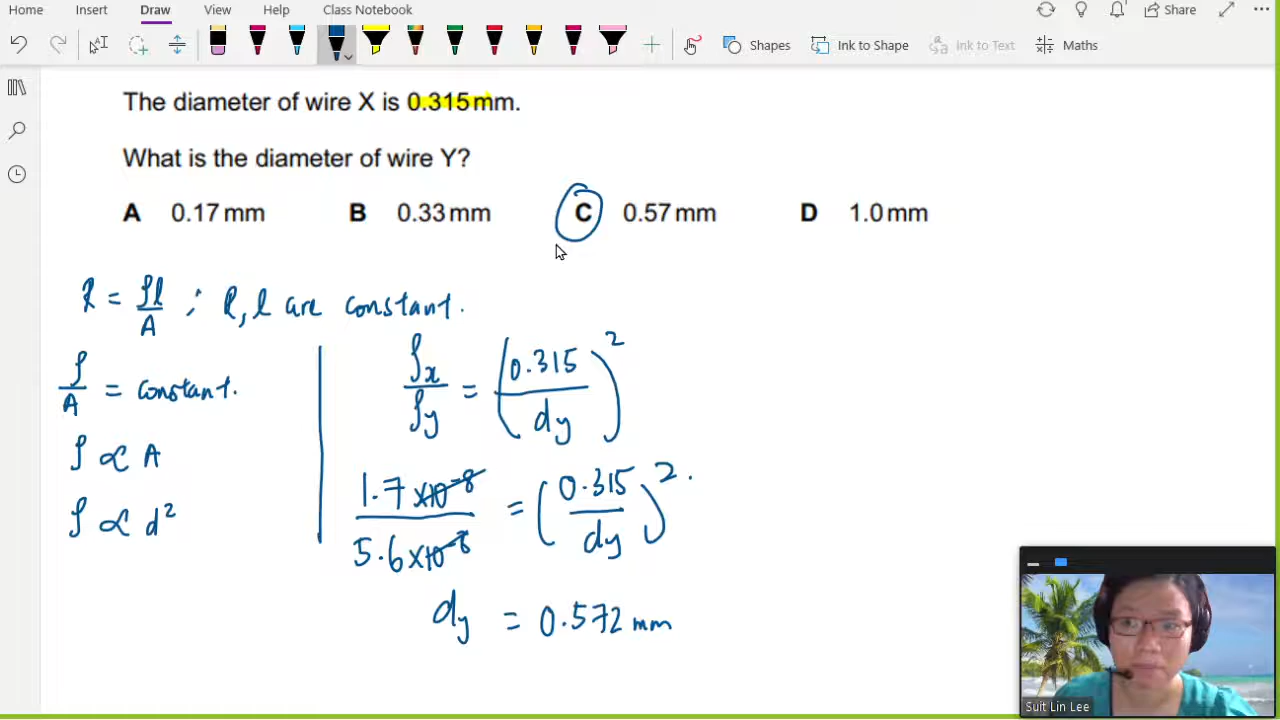 Home Insert Draw View Help Class Notebook Share
Shapes Ink to Shape Ink to Text Maths
The diameter of wire X is 0.315 mm.
What is the diameter of wire Y?
A 0.17 mm B 0.33 mm C 0.57 mm D 1.0 mm
R = ρl/A ; R, l are constant.
ρ/A = constant.
ρ ∝ A
ρ ∝ d²
ρx/ρy = (0.315/dy)²
1.7×10⁻⁸/5.6×10⁻⁸ = (0.315/dy)².
dy = 0.572 mm
Suit Lin Lee